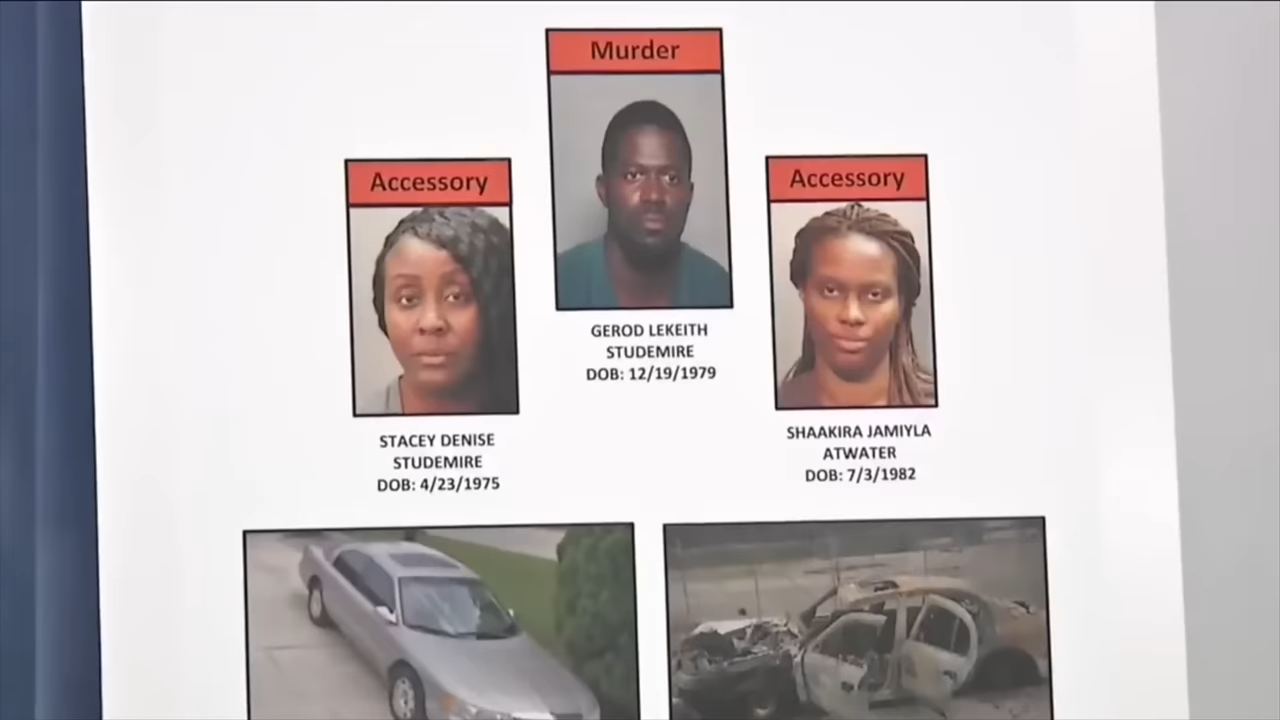 Murder
Accessory
Accessory
GEROD LEKEITH
STUDEMIRE
DOB: 12/19/1979
STACEY DENISE
STUDEMIRE
DOB: 4/23/1975
SHAAKIRA JAMIYLA
ATWATER
DOB: 7/3/1982